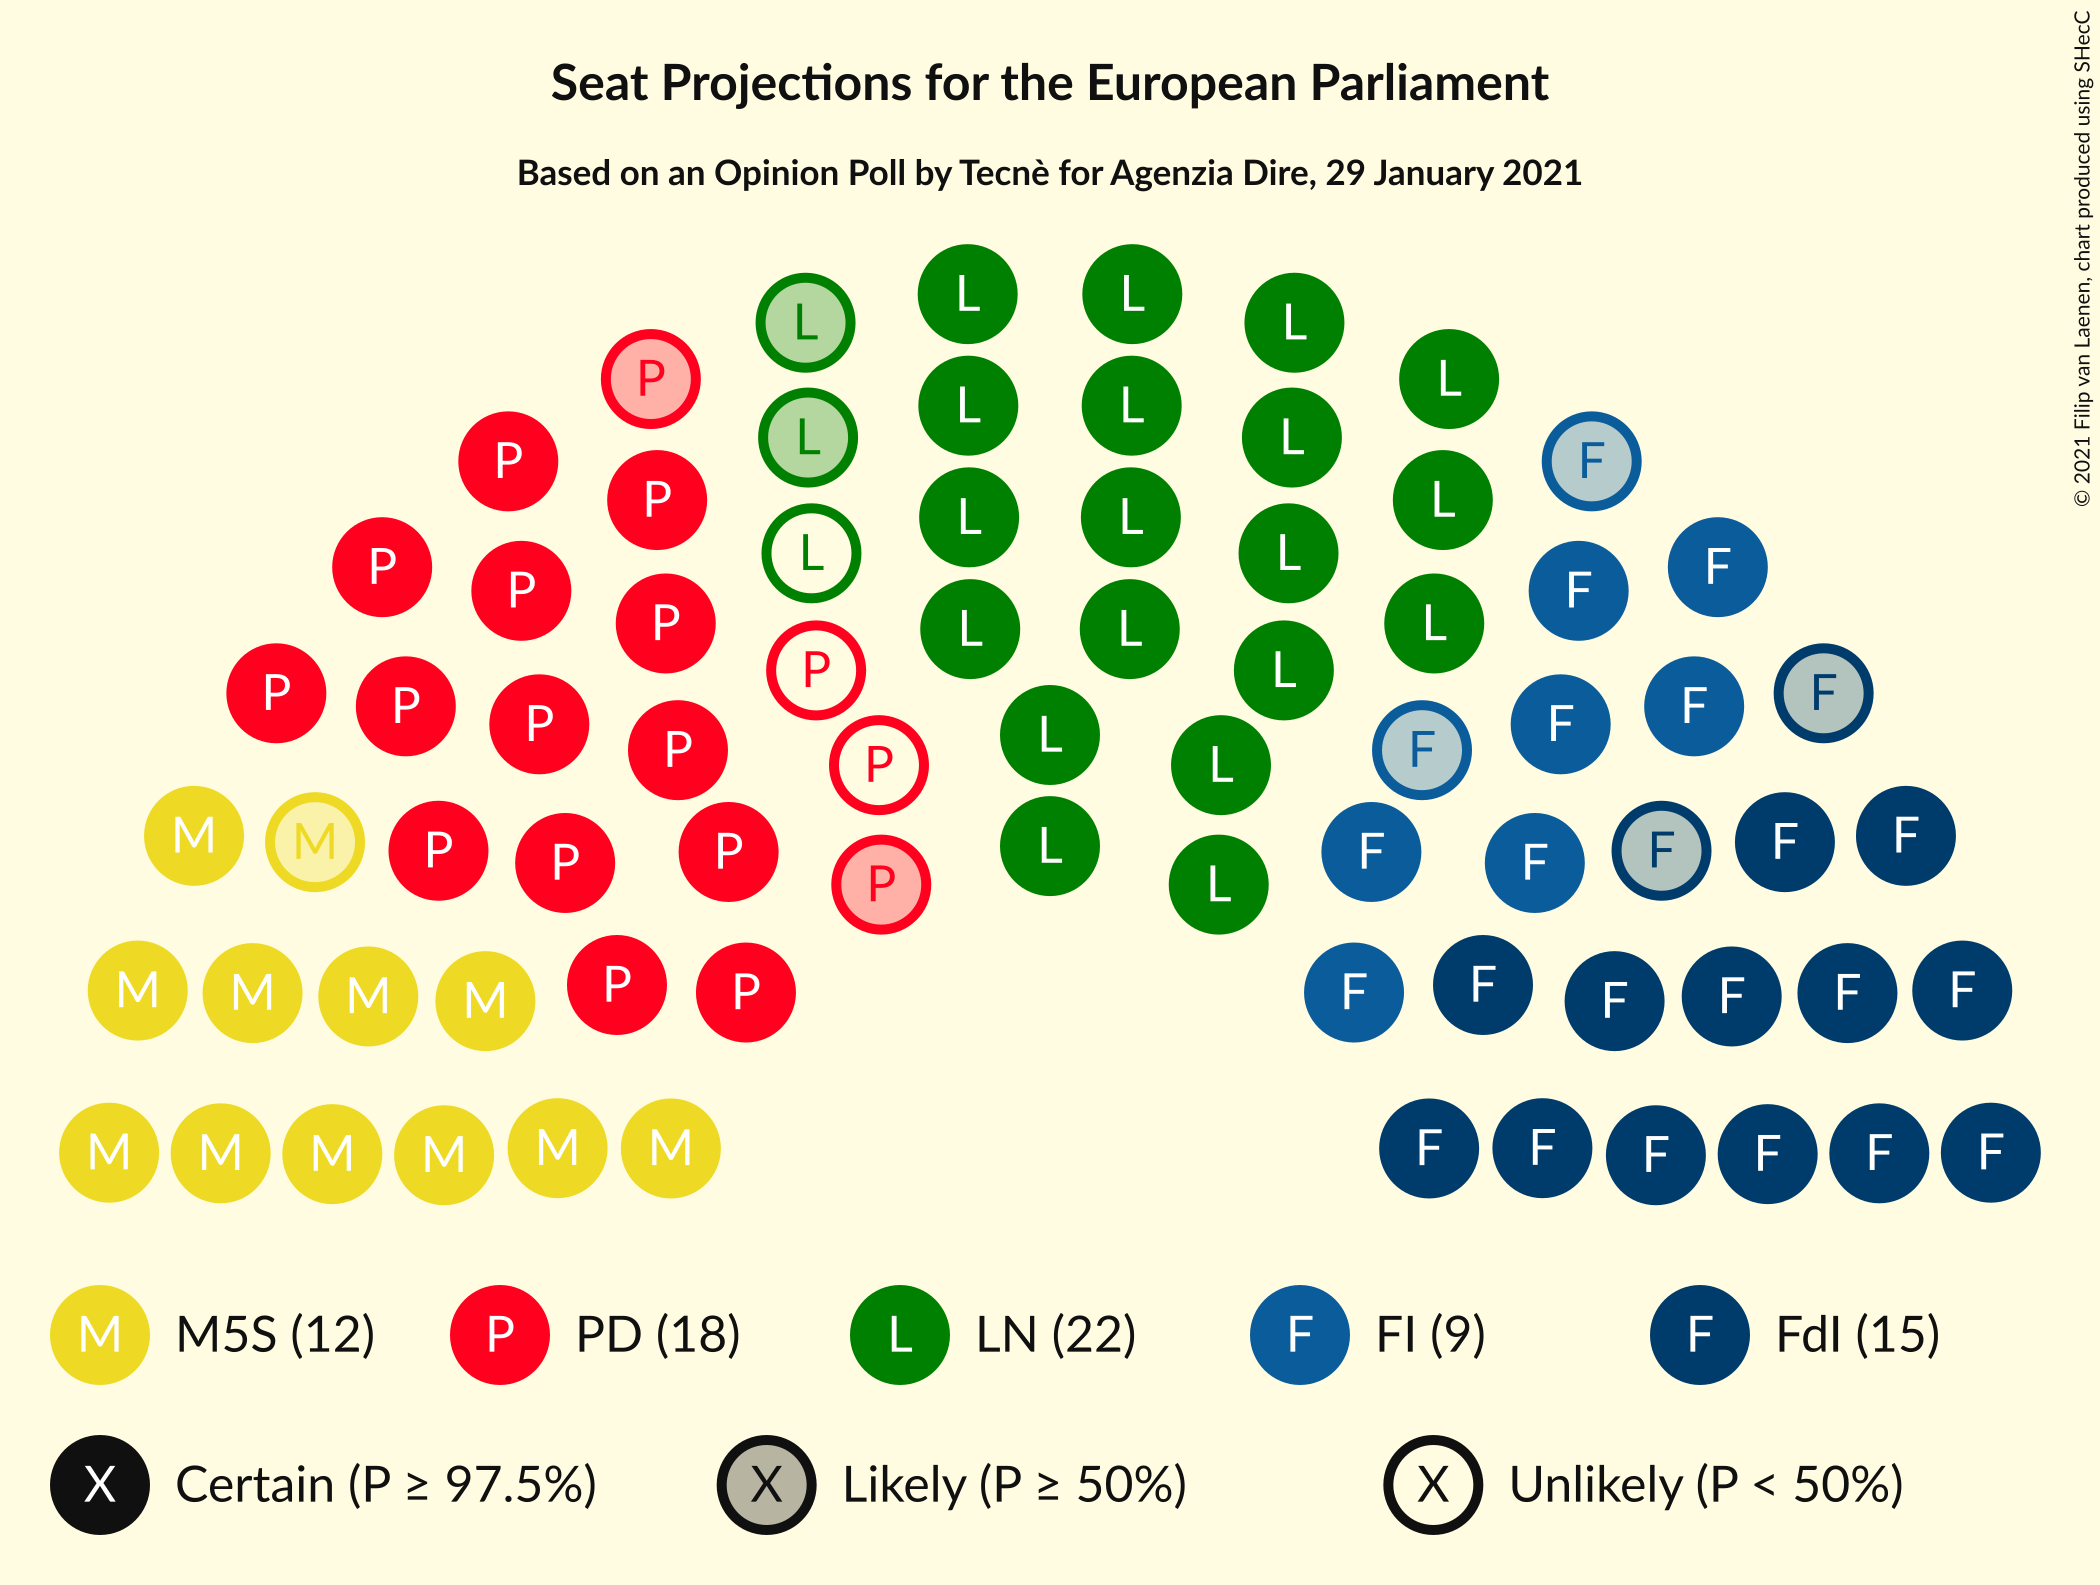 Seat Projections for the European Parliament
Based on an Opinion Poll by Tecnè for Agenzia Dire, 29 January 2021
© 2021 Filip van Laenen, chart produced using SHecC
L L L L
P L
L L L L
P F
P L
L L L L
P F F
P L
L L L L
P P P F F F
P P P P L L F F F F
M M P P P P L L F F F F F
M M M M P P F F F F F F
M M M M M M F F F F F F
M M5S (12) P PD (18) L LN (22) F FI (9) F FdI (15)
X Certain (P ≥ 97.5%) X Likely (P ≥ 50%) X Unlikely (P < 50%)